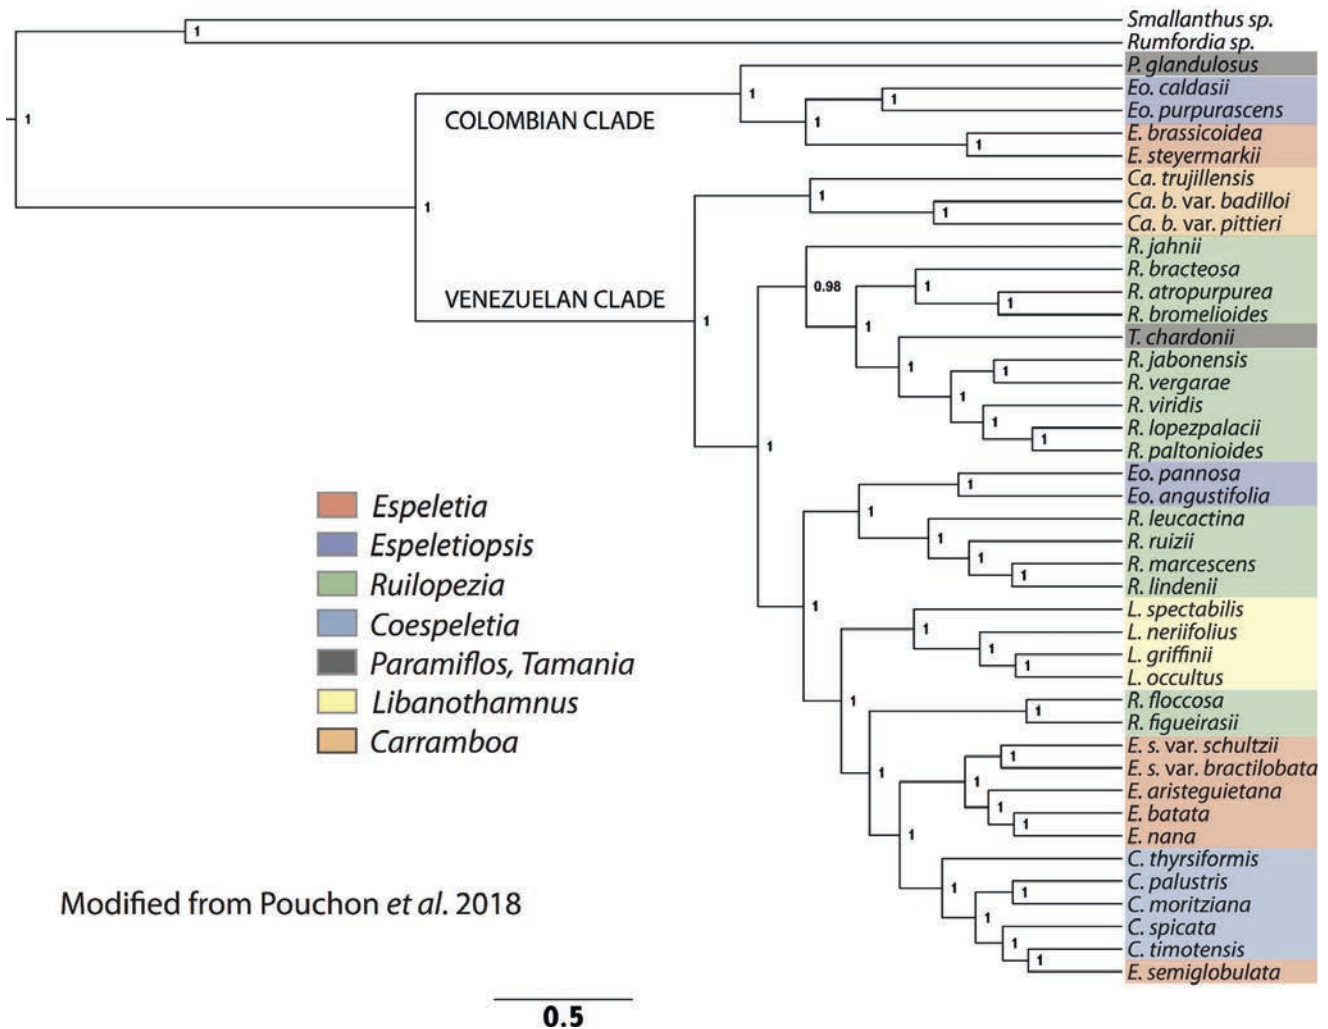 Smallanthus sp.
1
Rumfordia sp.
P. glandulosus
Eo. caldasii
1
1
Eo. purpurascens
1
COLOMBIAN CLADE
1
E. brassicoidea
1
E. steyermarkii
Ca. trujillensis
1
Ca. b. var. badilloi
1
1
Ca. b. var. pittieri
R. jahnii
R. bracteosa
1
0.98
R. atropurpurea
VENEZUELAN CLADE
1
R. bromelioides
1
1
T. chardonii
R. jabonensis
1
1
R. vergarae
1
R. viridis
1
R. lopezpalacii
1
1
R. paltonioides
Eo. pannosa
1
Eo. angustifolia
1
R. leucactina
1
R. ruizii
1
R. marcescens
1
R. lindenii
1
L. spectabilis
1
L. neriifolius
1
L. griffinii
1
L. occultus
1
R. floccosa
1
R. figueirasii
E. s. var. schultzii
1
E. s. var. bractilobata
1
1
E. aristeguietana
1
E. batata
1
1
E. nana
C. thyrsiformis
C. palustris
1
1
C. moritziana
1
C. spicata
1
C. timotensis
1
E. semiglobulata
Espeletia
Espeletiopsis
Ruilopezia
Coespeletia
Paramiflos, Tamania
Libanothamnus
Carramboa
Modified from Pouchon et al. 2018
0.5